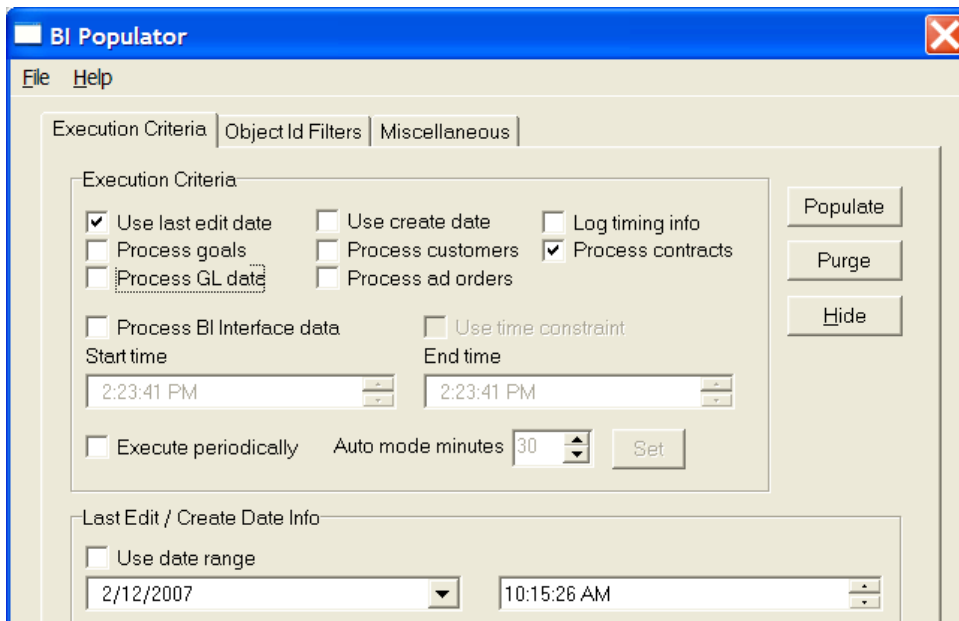 BI Populator
File Help
Execution Criteria Object Id Filters Miscellaneous
Execution Criteria
Use last edit date Use create date Log timing info
Populate
Process goals Process customers Process contracts
Process GL data Process ad orders
Purge
Process BI Interface data Use time constraint
Hide
Start time End time
2:23:41 PM 2:23:41 PM
Execute periodically Auto mode minutes 30 Set
Last Edit / Create Date Info
Use date range
2/12/2007 10:15:26 AM